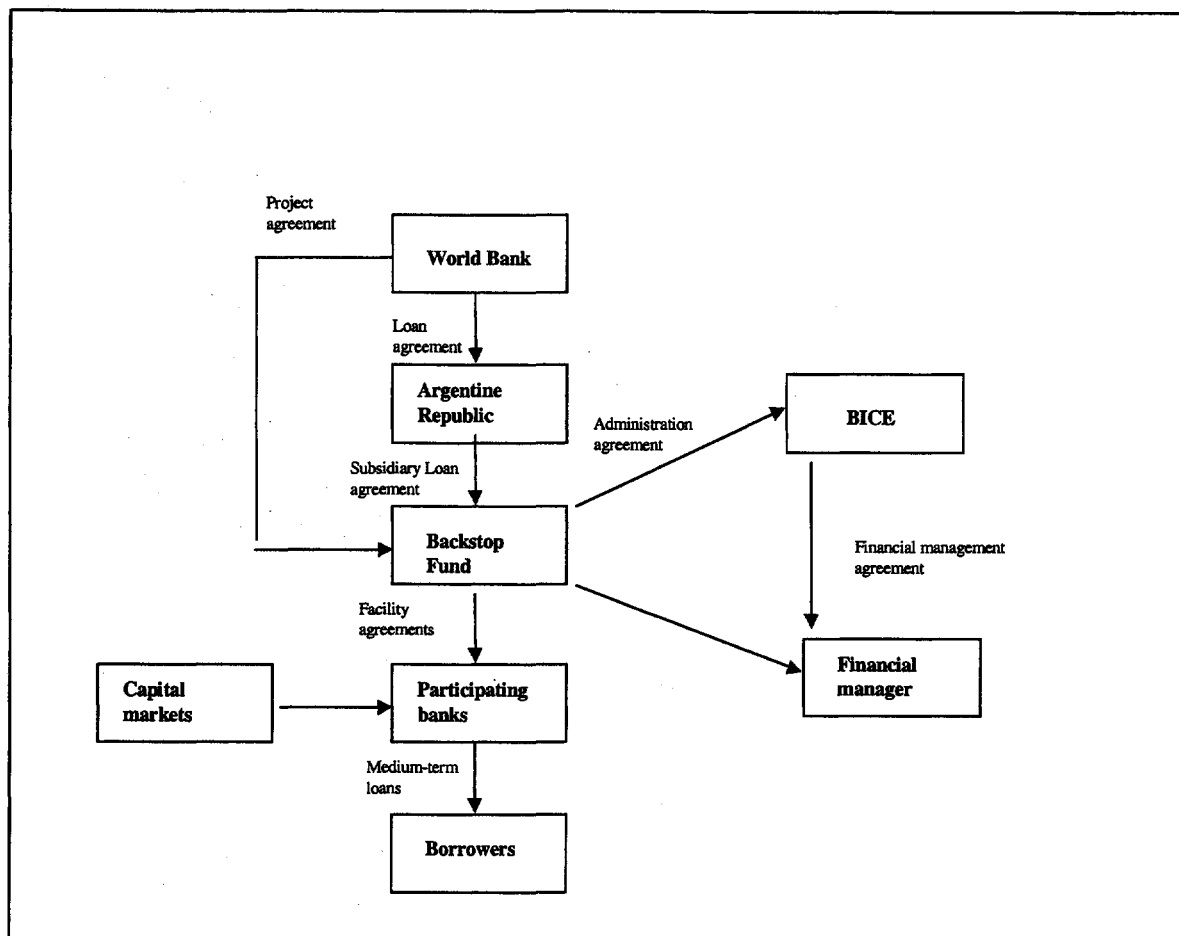 Project
agreement
World Bank
Loan
agreement
Argentine
Republic
Administration
agreement
BICE
Subsidiary Loan
agreement
Backstop
Fund
Financial management
agreement
Facility
agreements
Capital
markets
Participating
banks
Financial
manager
Medium-term
loans
Borrowers